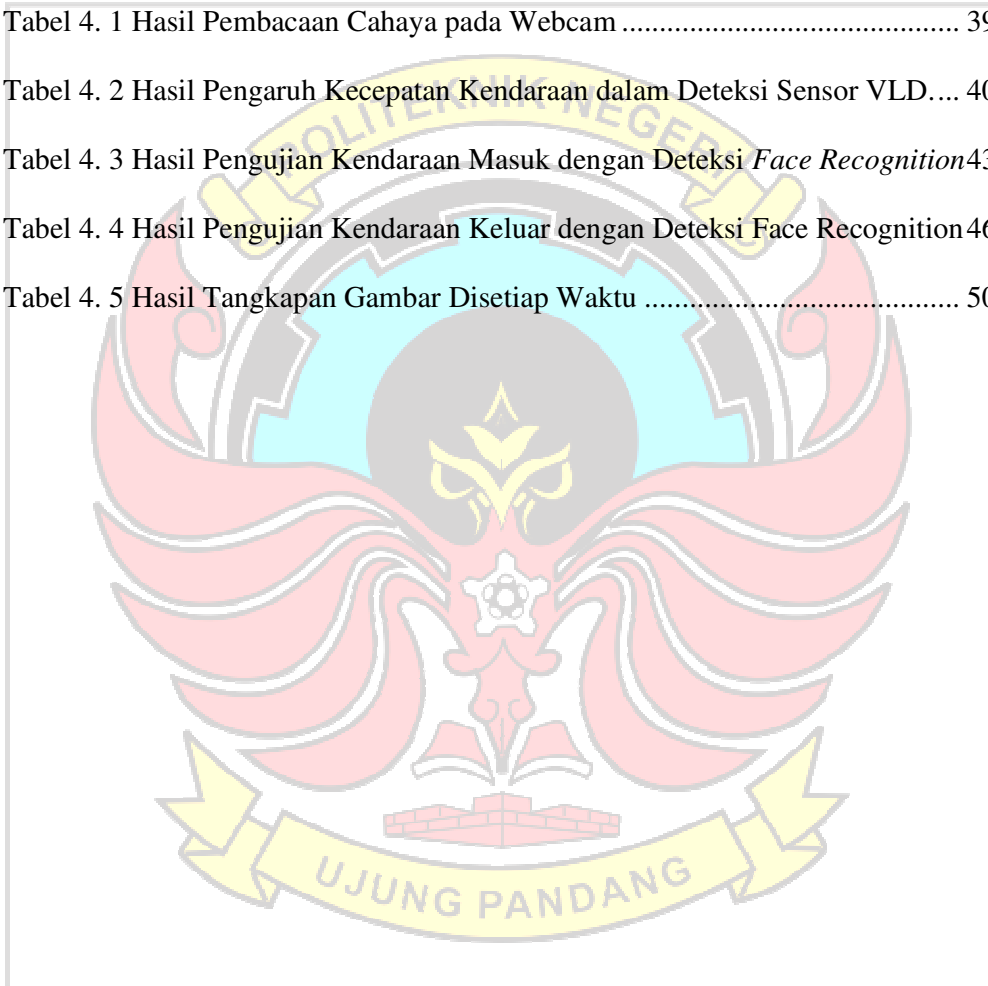 Tabel 4. 1 Hasil Pembacaan Cahaya pada Webcam .................................... 39
Tabel 4. 2 Hasil Pengaruh Kecepatan Kendaraan dalam Deteksi Sensor VLD.... 40
Tabel 4. 3 Hasil Pengujian Kendaraan Masuk dengan Deteksi Face Recognition43
Tabel 4. 4 Hasil Pengujian Kendaraan Keluar dengan Deteksi Face Recognition46
Tabel 4. 5 Hasil Tangkapan Gambar Disetiap Waktu .................................. 50
POLITEKNIK NEGERI
UJUNG PANDANG